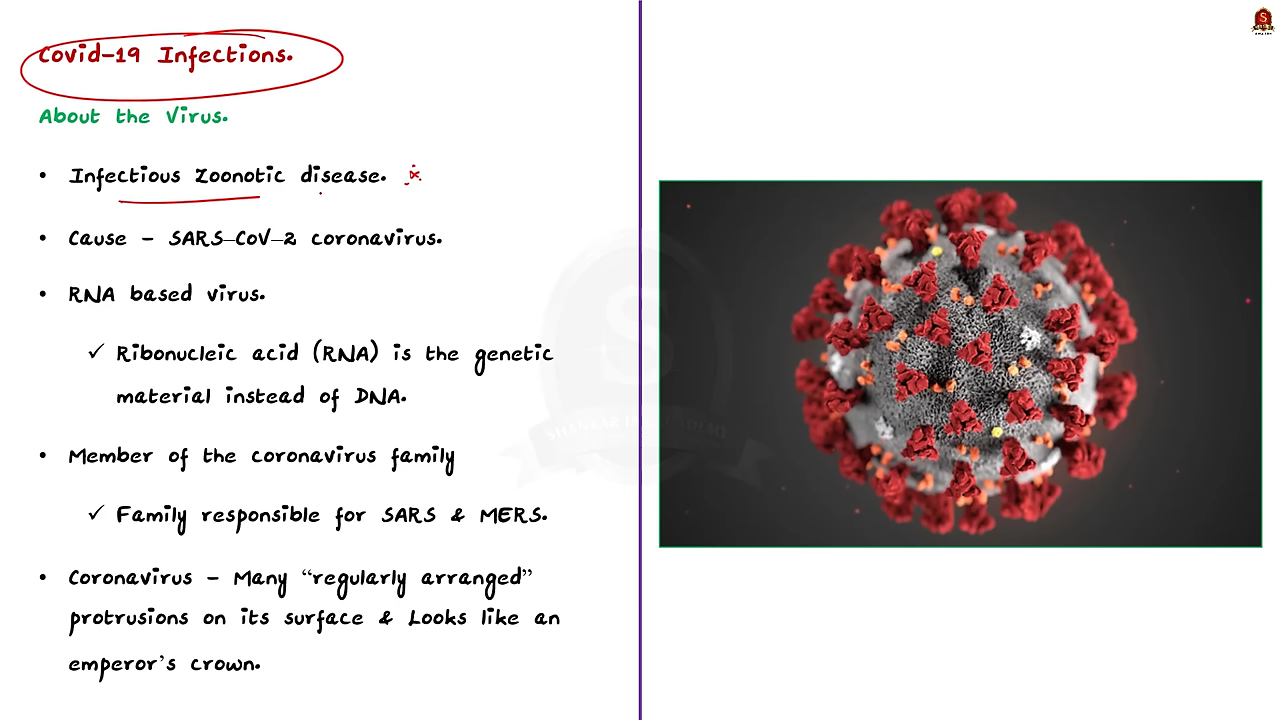 Covid-19 Infections.
About the Virus.
• Infectious Zoonotic disease.
• Cause – SARS–CoV–2 coronavirus.
• RNA based virus.
✓ Ribonucleic acid (RNA) is the genetic
material instead of DNA.
• Member of the coronavirus family
✓ Family responsible for SARS & MERS.
• Coronavirus – Many “regularly arranged”
protrusions on its surface & Looks like an
emperor’s crown.